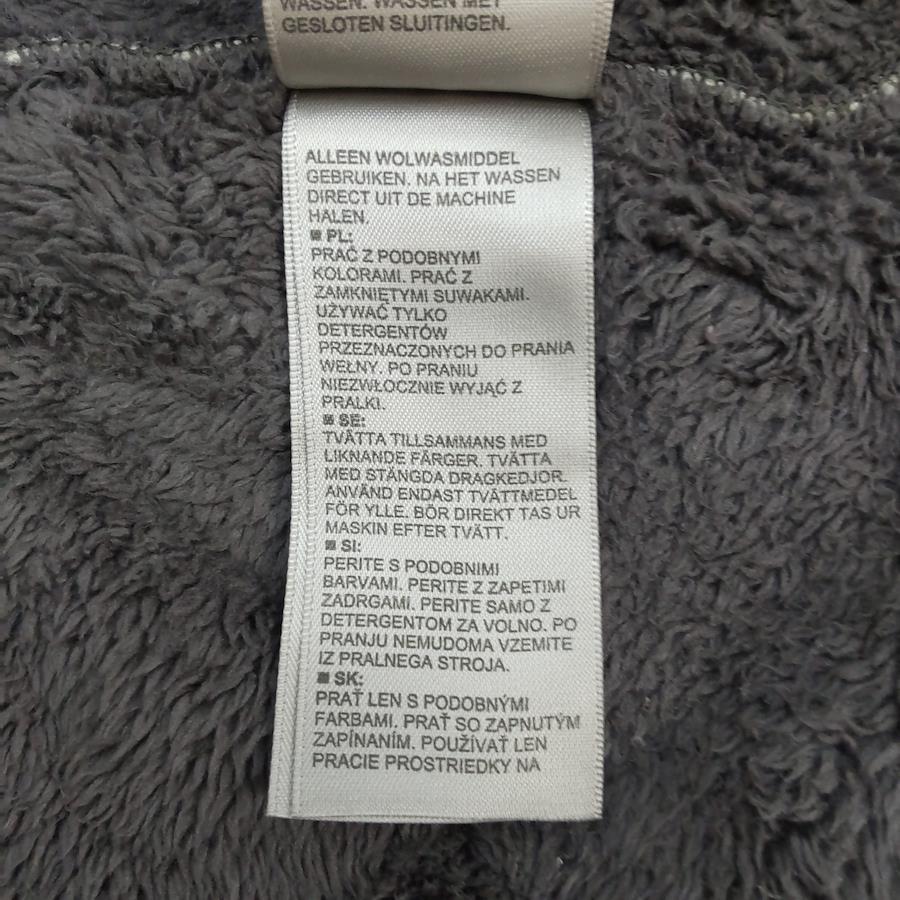 WASSEN. WASSEN MET
GESLOTEN SLUITINGEN.
ALLEEN WOLWASMIDDEL
GEBRUIKEN. NA HET WASSEN
DIRECT UIT DE MACHINE
HALEN.
■ PL:
PRAĆ Z PODOBNYMI
KOLORAMI. PRAĆ Z
ZAMKNIĘTYMI SUWAKAMI.
UŻYWAĆ TYLKO
DETERGENTÓW
PRZEZNACZONYCH DO PRANIA
WEŁNY. PO PRANIU
NIEZWŁOCZNIE WYJĄĆ Z
PRALKI.
■ SE:
TVÄTTA TILLSAMMANS MED
LIKNANDE FÄRGER. TVÄTTA
MED STÄNGDA DRAGKEDJOR.
ANVÄND ENDAST TVÄTTMEDEL
FÖR YLLE. BÖR DIREKT TAS UR
MASKIN EFTER TVÄTT.
■ SI:
PERITE S PODOBNIMI
BARVAMI. PERITE Z ZAPETIMI
ZADRGAMI. PERITE SAMO Z
DETERGENTOM ZA VOLNO. PO
PRANJU NEMUDOMA VZEMITE
IZ PRALNEGA STROJA.
■ SK:
PRAŤ LEN S PODOBNÝMI
FARBAMI. PRAŤ SO ZAPNUTÝM
ZAPÍNANÍM. POUŽÍVAŤ LEN
PRACIE PROSTRIEDKY NA